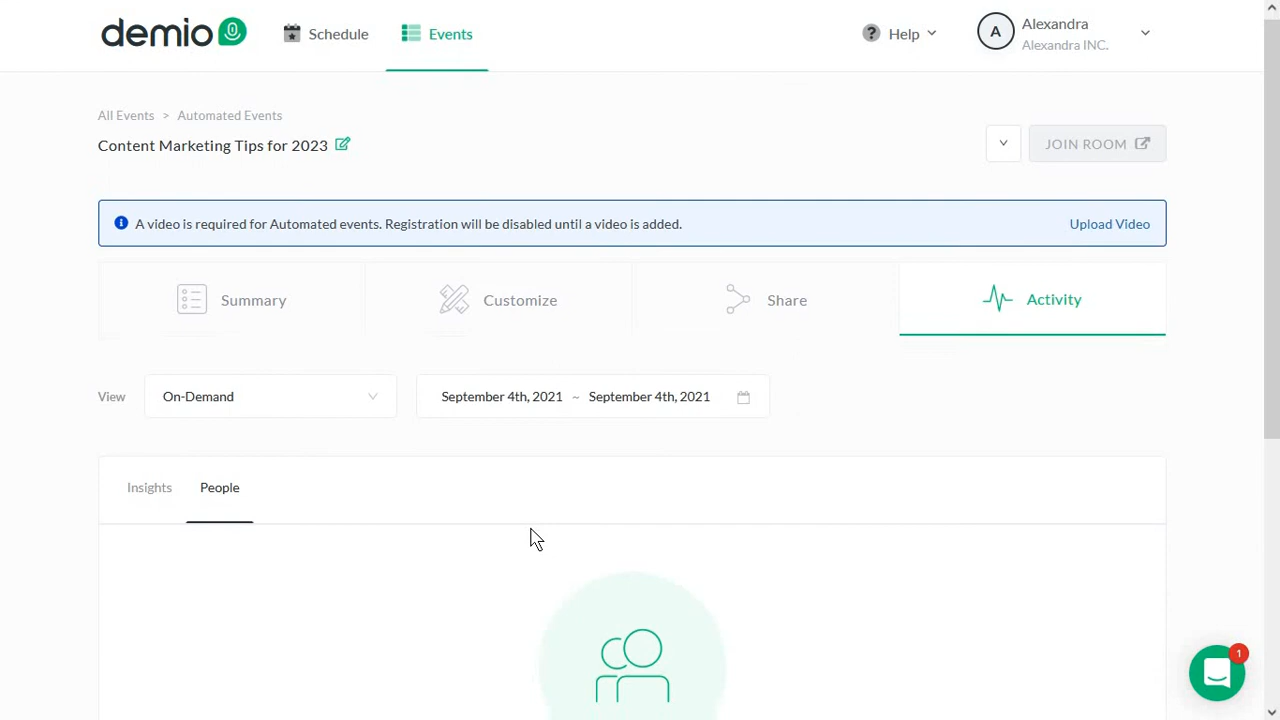 demio
Schedule
Events
Help
A
Alexandra
Alexandra INC.
All Events > Automated Events
Content Marketing Tips for 2023
JOIN ROOM
A video is required for Automated events. Registration will be disabled until a video is added.
Upload Video
Summary
Customize
Share
Activity
View
On-Demand
September 4th, 2021 ~ September 4th, 2021
Insights
People
1